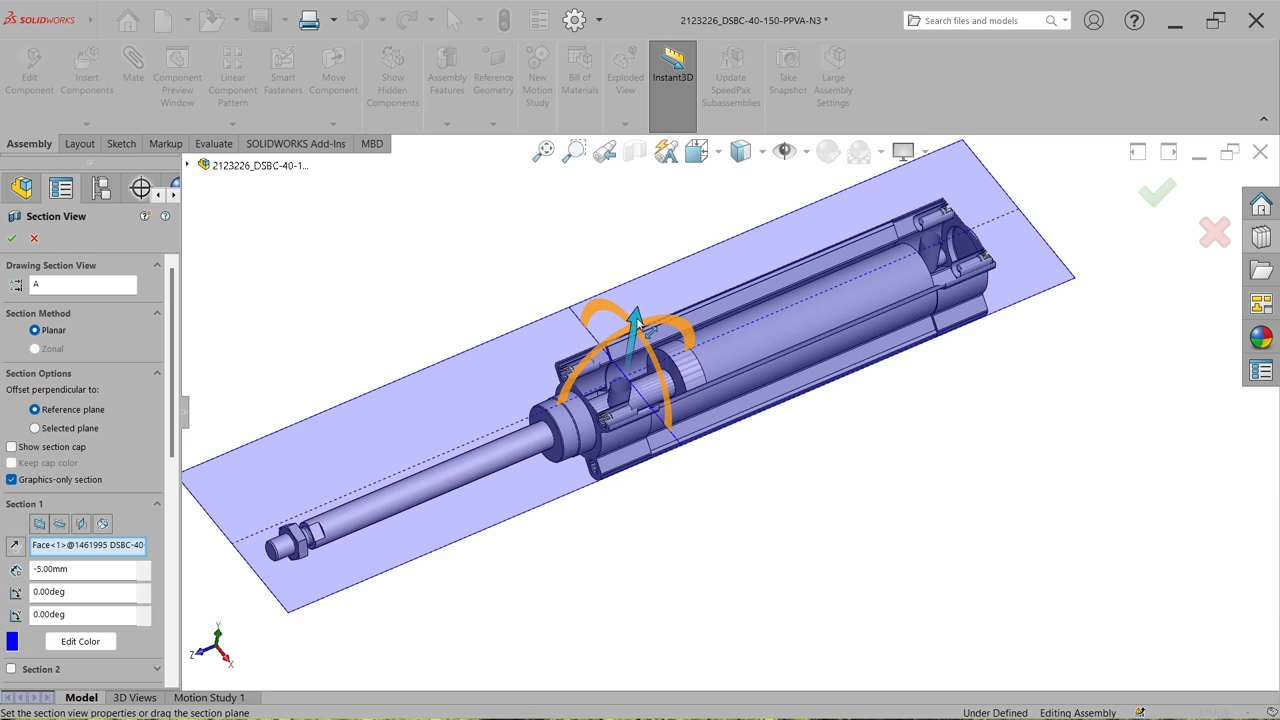 SOLIDWORKS
2123226_DSBC-40-150-PPVA-N3 *
Search files and models
Edit Component
Insert Components
Mate
Component Preview Window
Linear Component Pattern
Smart Fasteners
Move Component
Show Hidden Components
Assembly Features
Reference Geometry
New Motion Study
Bill of Materials
Exploded View
Instant3D
Update SpeedPak Subassemblies
Take Snapshot
Large Assembly Settings
Assembly Layout Sketch Markup Evaluate SOLIDWORKS Add-Ins MBD
2123226_DSBC-40-1...
Section View
Drawing Section View
A
Section Method
Planar
Zonal
Section Options
Offset perpendicular to:
Reference plane
Selected plane
Show section cap
Keep cap color
Graphics-only section
Section 1
Face<1>@1461995 DSBC-40-
-5.00mm
0.00deg
0.00deg
Edit Color
Section 2
Y
Z
X
Model 3D Views Motion Study 1
Set the section view properties or drag the section plane
Under Defined Editing Assembly MMGS